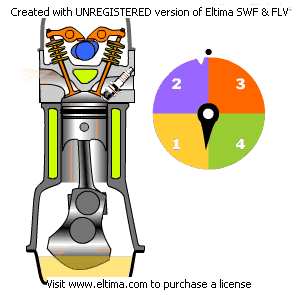 Created with UNREGISTERED version of Eltima SWF & FLV
2 3
1 4
Visit www.eltima.com to purchase a license